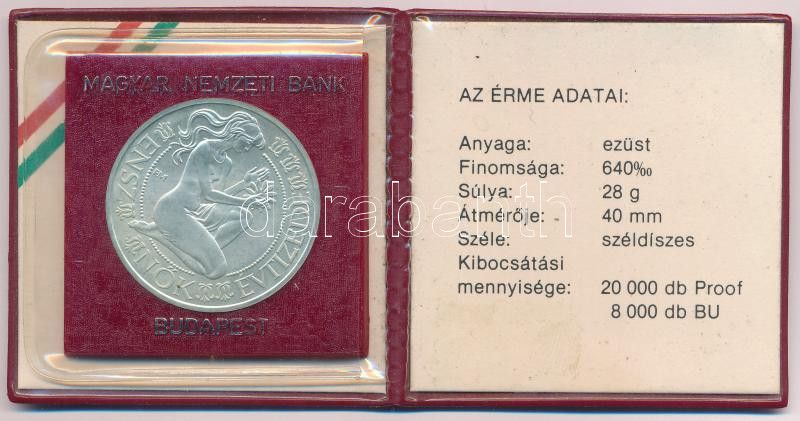 MAGYAR NEMZETI BANK
ENSZ NŐK ÉVTIZEDE
BUDAPEST
AZ ÉRME ADATAI:
Anyaga: ezüst
Finomsága: 640‰
Súlya: 28 g
Átmérője: 40 mm
Széle: széldíszes
Kibocsátási
mennyisége: 20 000 db Proof
8 000 db BU
darabanth